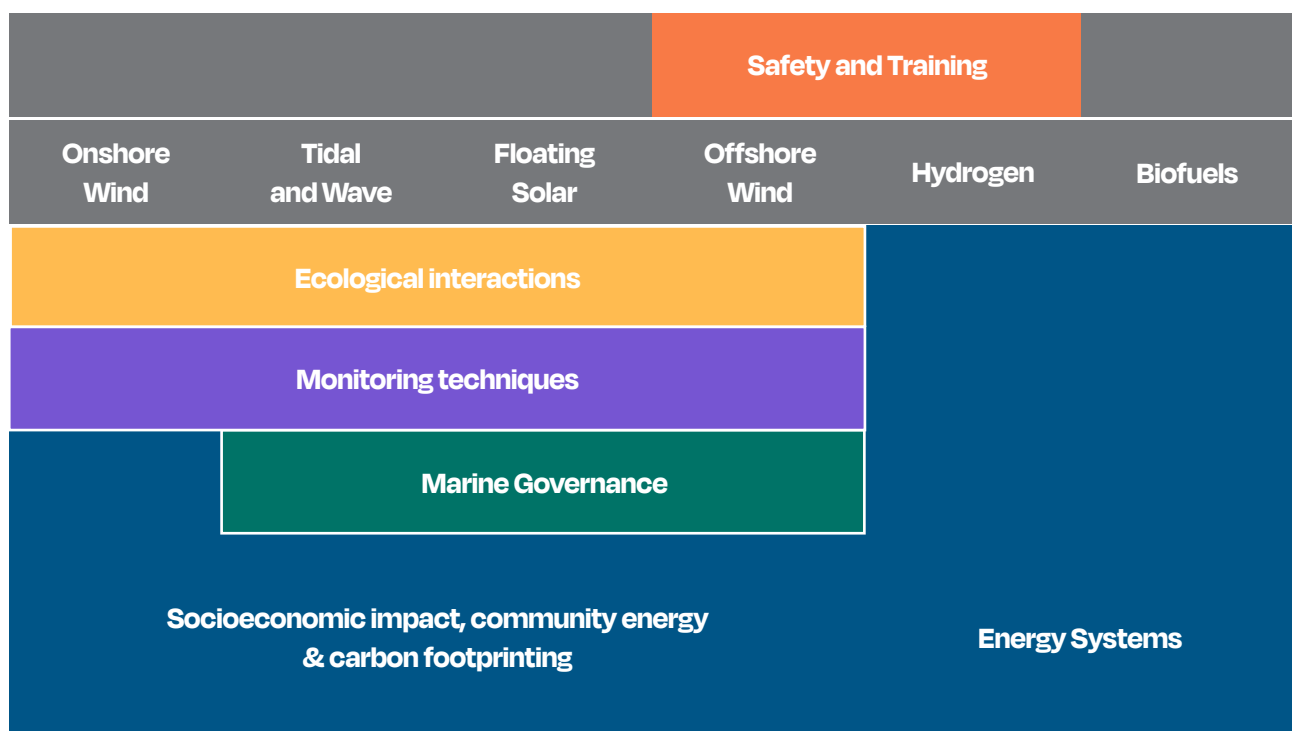 Safety and Training
Onshore
Wind
Tidal
and Wave
Floating
Solar
Offshore
Wind
Hydrogen
Biofuels
Ecological interactions
Monitoring techniques
Marine Governance
Socioeconomic impact, community energy
& carbon footprinting
Energy Systems